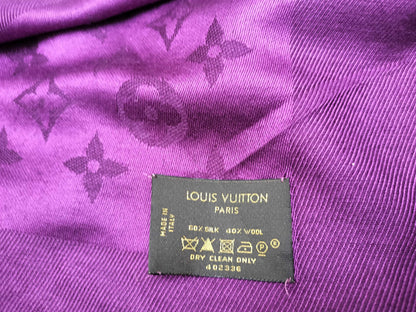 LOUIS VUITTON
PARIS
MADE IN
ITALY
60% SILK 40% WOOL
P
DRY CLEAN ONLY
402336